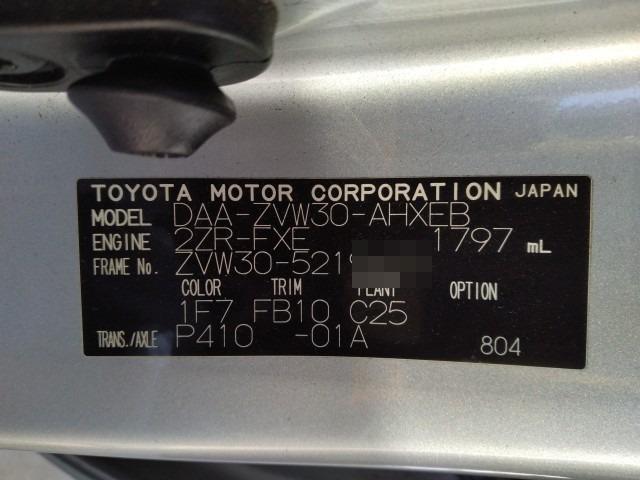 TOYOTA MOTOR CORPORATION JAPAN
MODEL DAA-ZVW30-AHXEB
ENGINE 2ZR-FXE 1797 mL
FRAME No. ZVW30-5219
COLOR TRIM PLANT OPTION
1F7 FB10 C25
TRANS./AXLE P410 -01A 804